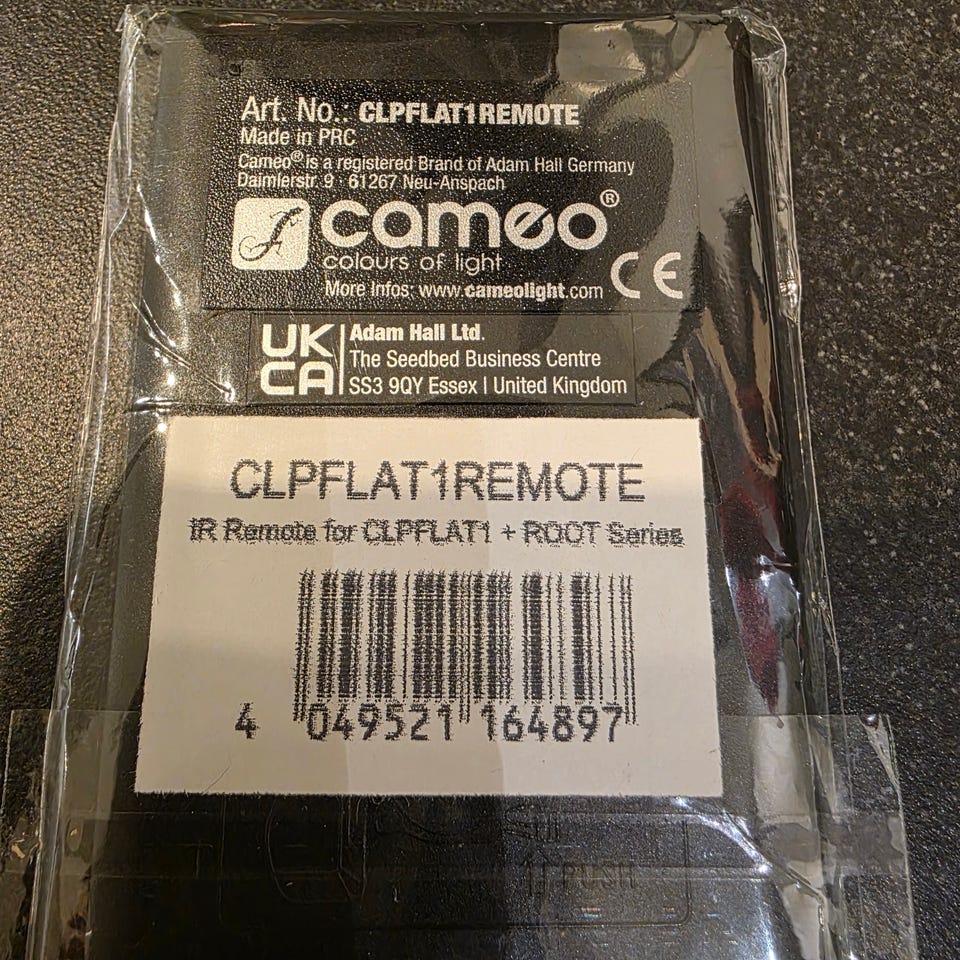 Art. No.: CLPFLAT1REMOTE
Made in PRC
Cameo® is a registered Brand of Adam Hall Germany
Daimlerstr. 9 · 61267 Neu-Anspach
cameo®
colours of light
More Infos: www.cameolight.com
CE
UK
CA
Adam Hall Ltd.
The Seedbed Business Centre
SS3 9QY Essex | United Kingdom
CLPFLAT1REMOTE
IR Remote for CLPFLAT1 + ROOT Series
4 049521 164897
PUSH